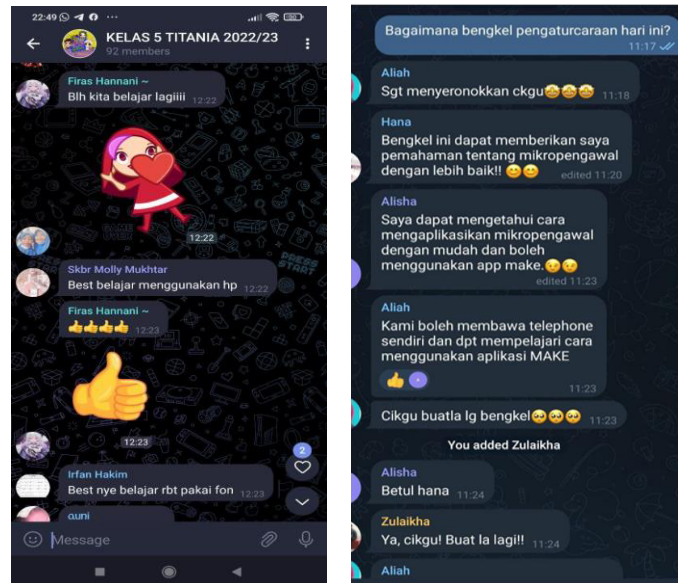 22:49
KELAS 5 TITANIA 2022/23
92 members
Firas Hannani ~
Blh kita belajar lagiiii 12:22
12:22
Skbr Molly Mukhtar
Best belajar menggunakan hp 12:22
Firas Hannani ~
👍👍👍👍 12:23
12:23
2
Irfan Hakim
Best nye belajar rbt pakai fon 12:23
auni
Message
Bagaimana bengkel pengaturcaraan hari ini?
11:17
Aliah
Sgt menyeronokkan ckgu🤩🤩🤩 11:18
Hana
Bengkel ini dapat memberikan saya
pemahaman tentang mikropengawal
dengan lebih baik!! 😊😊 edited 11:20
Alisha
Saya dapat mengetahui cara
mengaplikasikan mikropengawal
dengan mudah dan boleh
menggunakan app make.😉😉
edited 11:23
Aliah
Kami boleh membawa telephone
sendiri dan dpt mempelajari cara
menggunakan aplikasi MAKE
11:23
Cikgu buatla lg bengkel🥺🥺🥺 11:23
You added Zulaikha
Alisha
Betul hana 11:24
Zulaikha
Ya, cikgu! Buat la lagi!! 11:24
Aliah